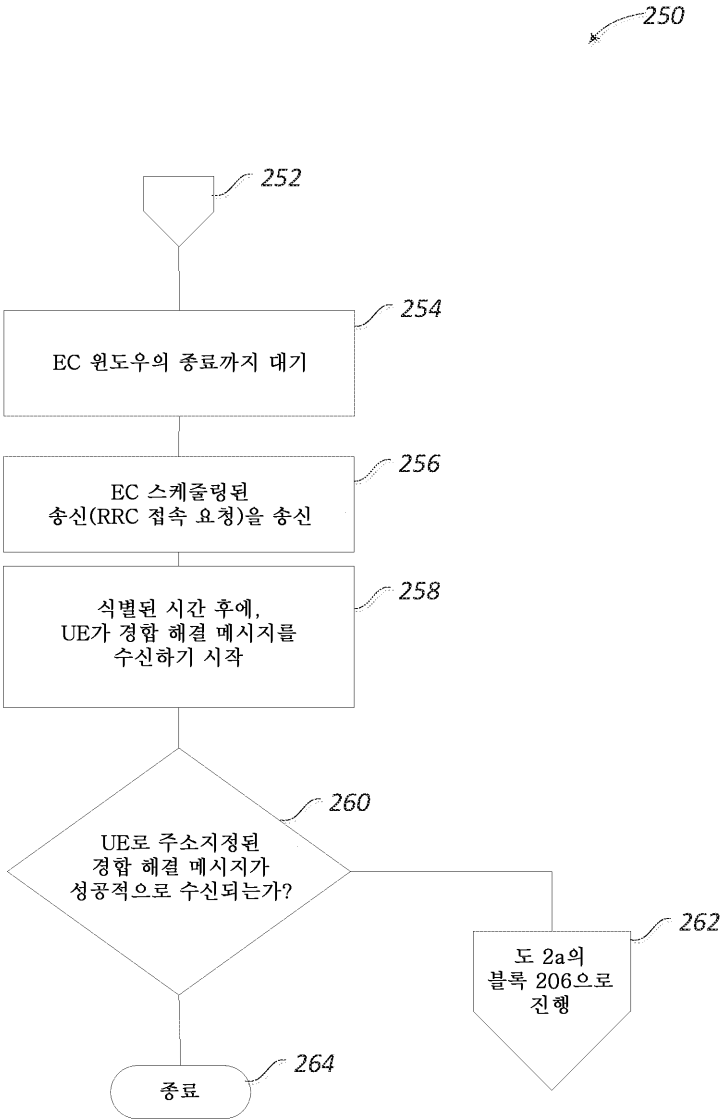 250
252
254
EC 윈도우의 종료까지 대기
256
EC 스케줄링된
송신(RRC 접속 요청)을 송신
258
식별된 시간 후에,
UE가 경합 해결 메시지를
수신하기 시작
260
UE로 주소지정된
경합 해결 메시지가
성공적으로 수신되는가?
262
도 2a의
블록 206으로
진행
264
종료